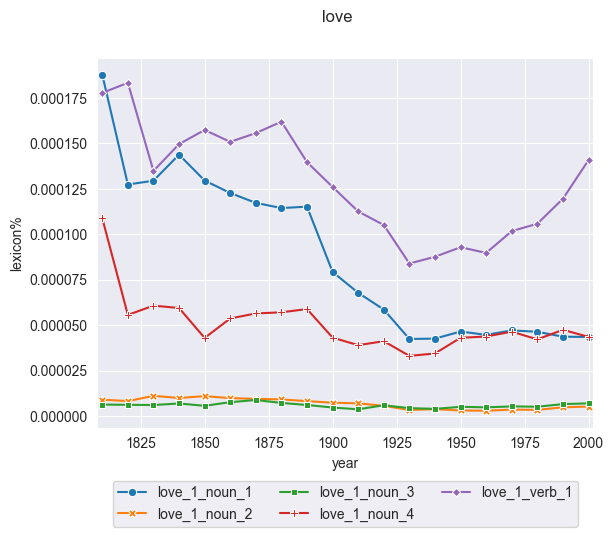 love
0.000175
0.000150
0.000125
0.000100
0.000075
0.000050
0.000025
0.000000
lexicon%
1825 1850 1875 1900 1925 1950 1975 2000
year
love_1_noun_1 love_1_noun_3 love_1_verb_1
love_1_noun_2 love_1_noun_4